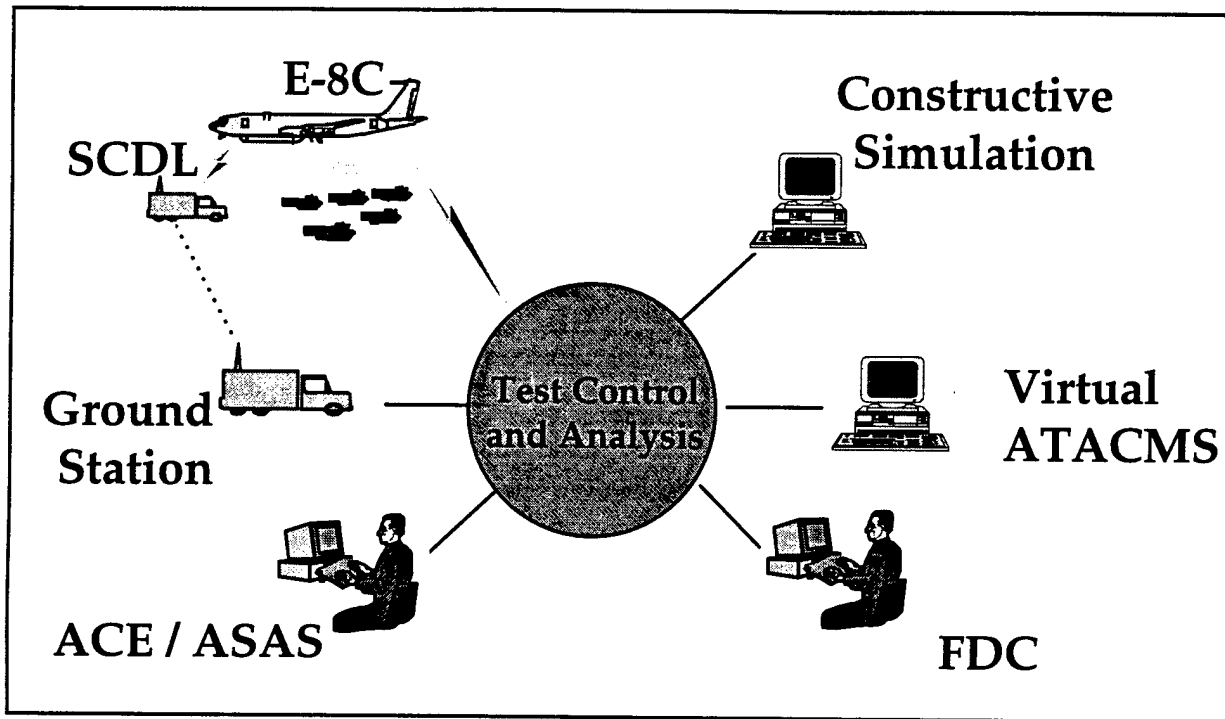 E-8C
SCDL
Constructive
Simulation
Test Control
and Analysis
Ground
Station
Virtual
ATACMS
ACE / ASAS
FDC